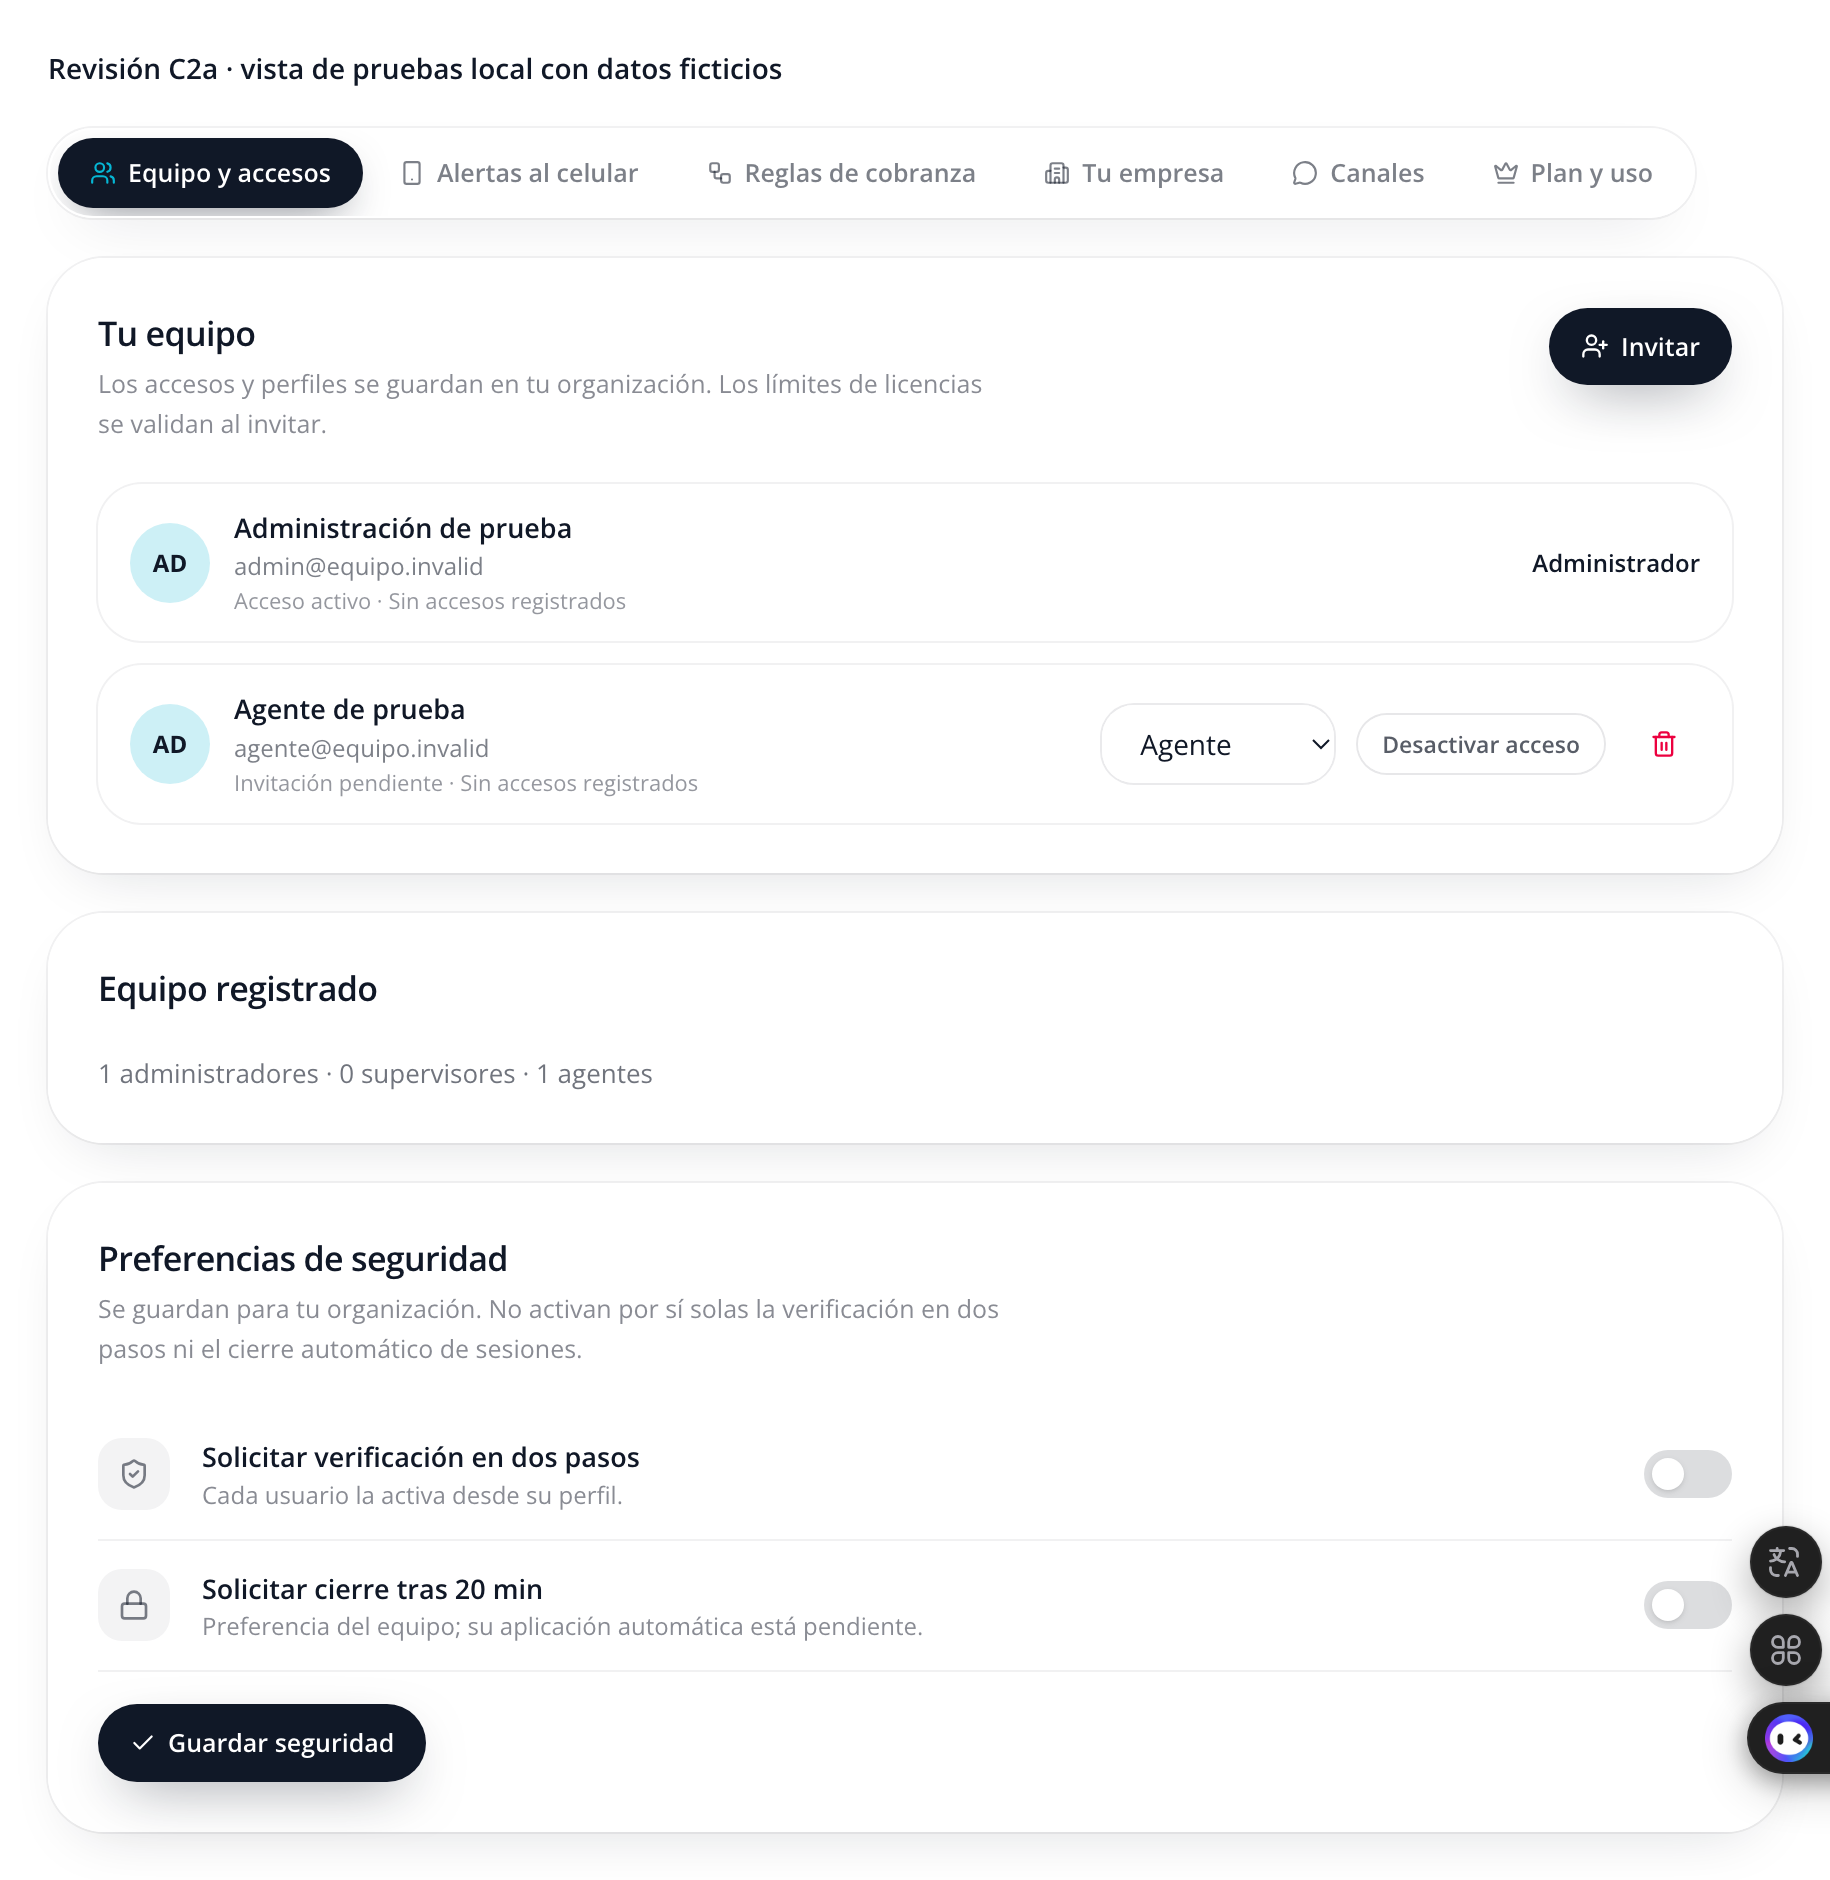 Revisión C2a · vista de pruebas local con datos ficticios
Equipo y accesos
Alertas al celular
Reglas de cobranza
Tu empresa
Canales
Plan y uso
Tu equipo
Invitar
Los accesos y perfiles se guardan en tu organización. Los límites de licencias
se validan al invitar.
AD
Administración de prueba
admin@equipo.invalid
Acceso activo · Sin accesos registrados
Administrador
AD
Agente de prueba
agente@equipo.invalid
Invitación pendiente · Sin accesos registrados
Agente
Desactivar acceso
Equipo registrado
1 administradores · 0 supervisores · 1 agentes
Preferencias de seguridad
Se guardan para tu organización. No activan por sí solas la verificación en dos
pasos ni el cierre automático de sesiones.
Solicitar verificación en dos pasos
Cada usuario la activa desde su perfil.
Solicitar cierre tras 20 min
Preferencia del equipo; su aplicación automática está pendiente.
Guardar seguridad